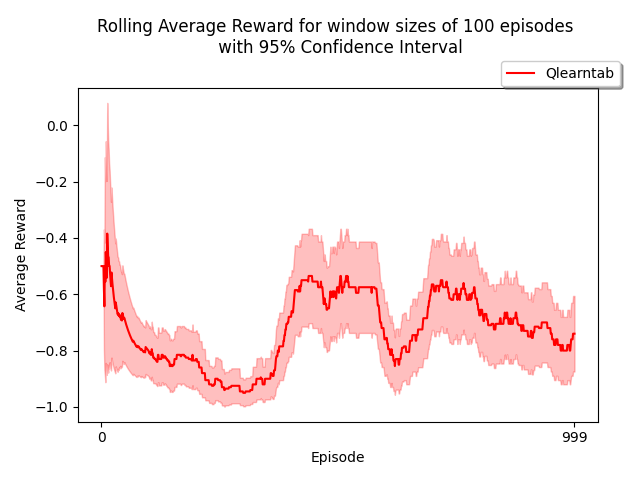 Rolling Average Reward for window sizes of 100 episodes
with 95% Confidence Interval
Qlearntab
0.0
−0.2
−0.4
−0.6
−0.8
−1.0
Average Reward
0
999
Episode